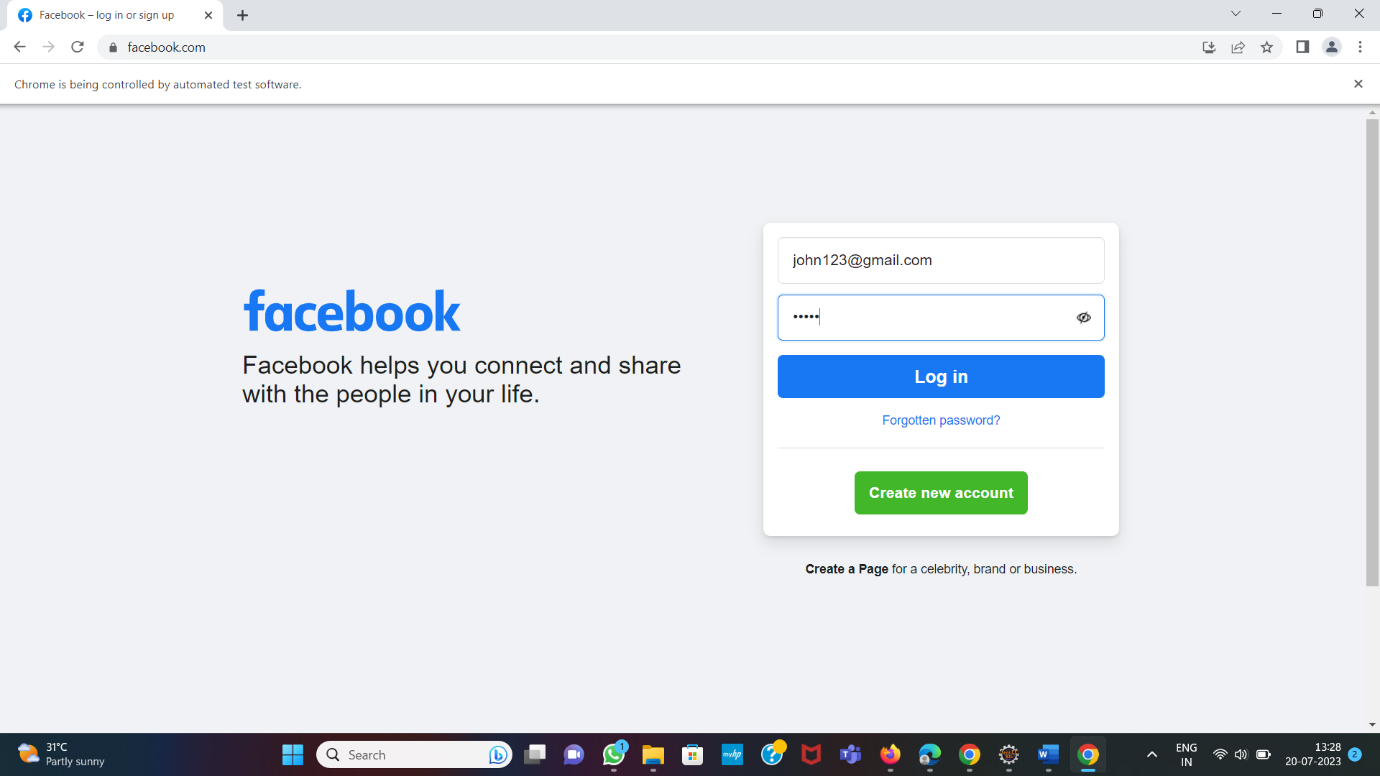 Facebook – log in or sign up
facebook.com
Chrome is being controlled by automated test software.
facebook
Facebook helps you connect and share
with the people in your life.
john123@gmail.com
•••••
Log in
Forgotten password?
Create new account
Create a Page for a celebrity, brand or business.
31°C
Partly sunny
Search
myhp
1
ENG
IN
13:28
20-07-2023
2